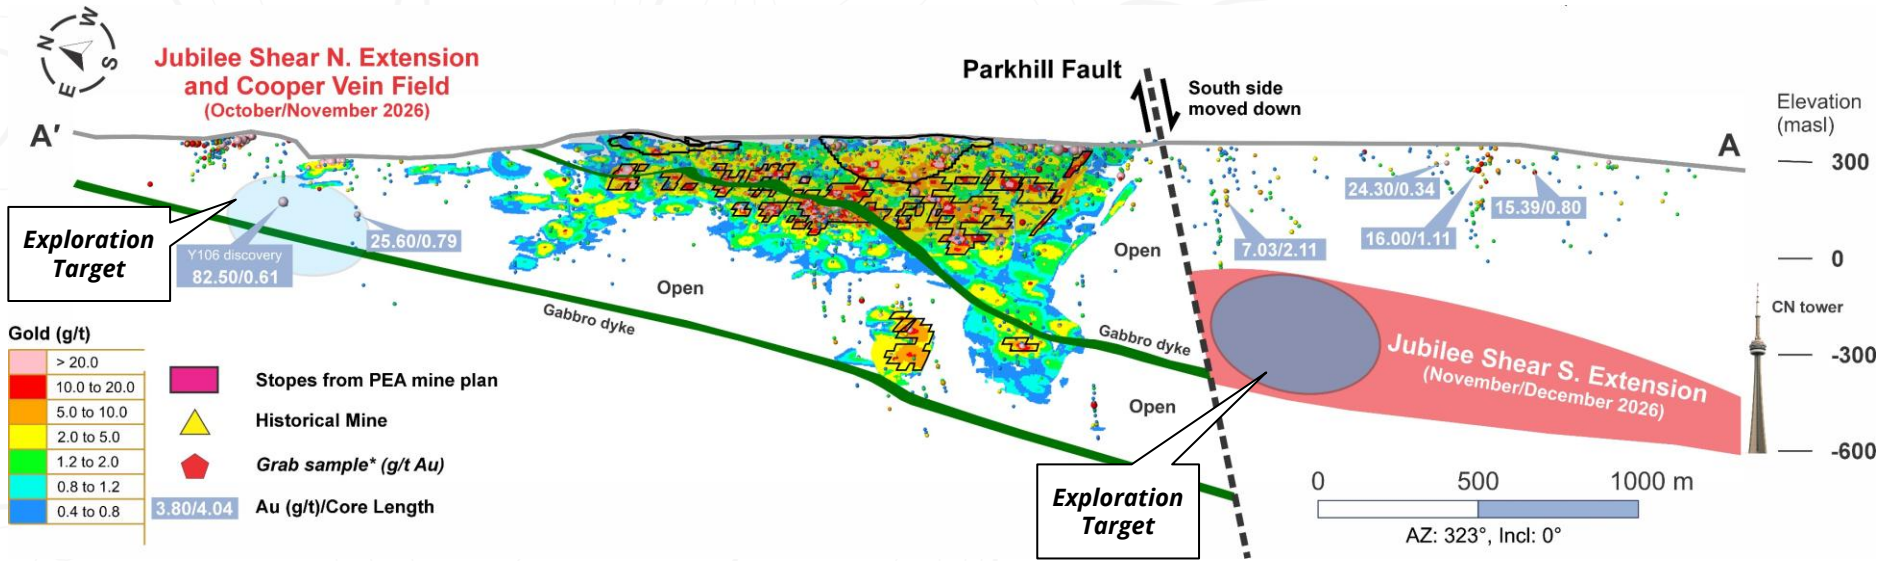 N
W
S
E
Jubilee Shear N. Extension
and Cooper Vein Field
(October/November 2026)
A'
Parkhill Fault
South side
moved down
Elevation
(masl)
A
300
0
-300
-600
CN tower
Exploration
Target
Y106 discovery
82.50/0.61
25.60/0.79
Open
Gabbro dyke
Open
Gabbro dyke
Open
24.30/0.34
15.39/0.80
16.00/1.11
7.03/2.11
Jubilee Shear S. Extension
(November/December 2026)
Exploration
Target
Gold (g/t)
> 20.0
10.0 to 20.0
5.0 to 10.0
2.0 to 5.0
1.2 to 2.0
0.8 to 1.2
0.4 to 0.8
Stopes from PEA mine plan
Historical Mine
Grab sample* (g/t Au)
3.80/4.04 Au (g/t)/Core Length
0 500 1000 m
AZ: 323°, Incl: 0°